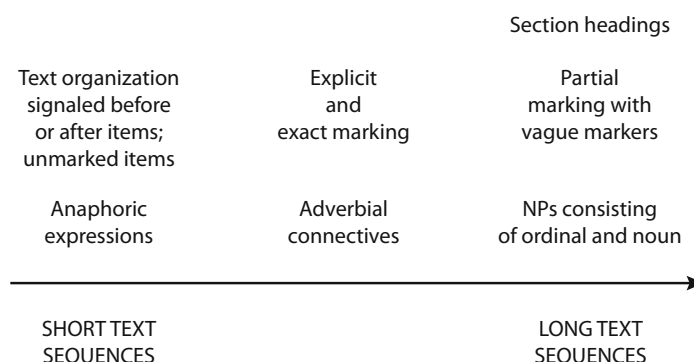 Section headings
Text organization
signaled before
or after items;
unmarked items
Explicit
and
exact marking
Partial
marking with
vague markers
Anaphoric
expressions
Adverbial
connectives
NPs consisting
of ordinal and noun
SHORT TEXT
SEQUENCES
LONG TEXT
SEQUENCES